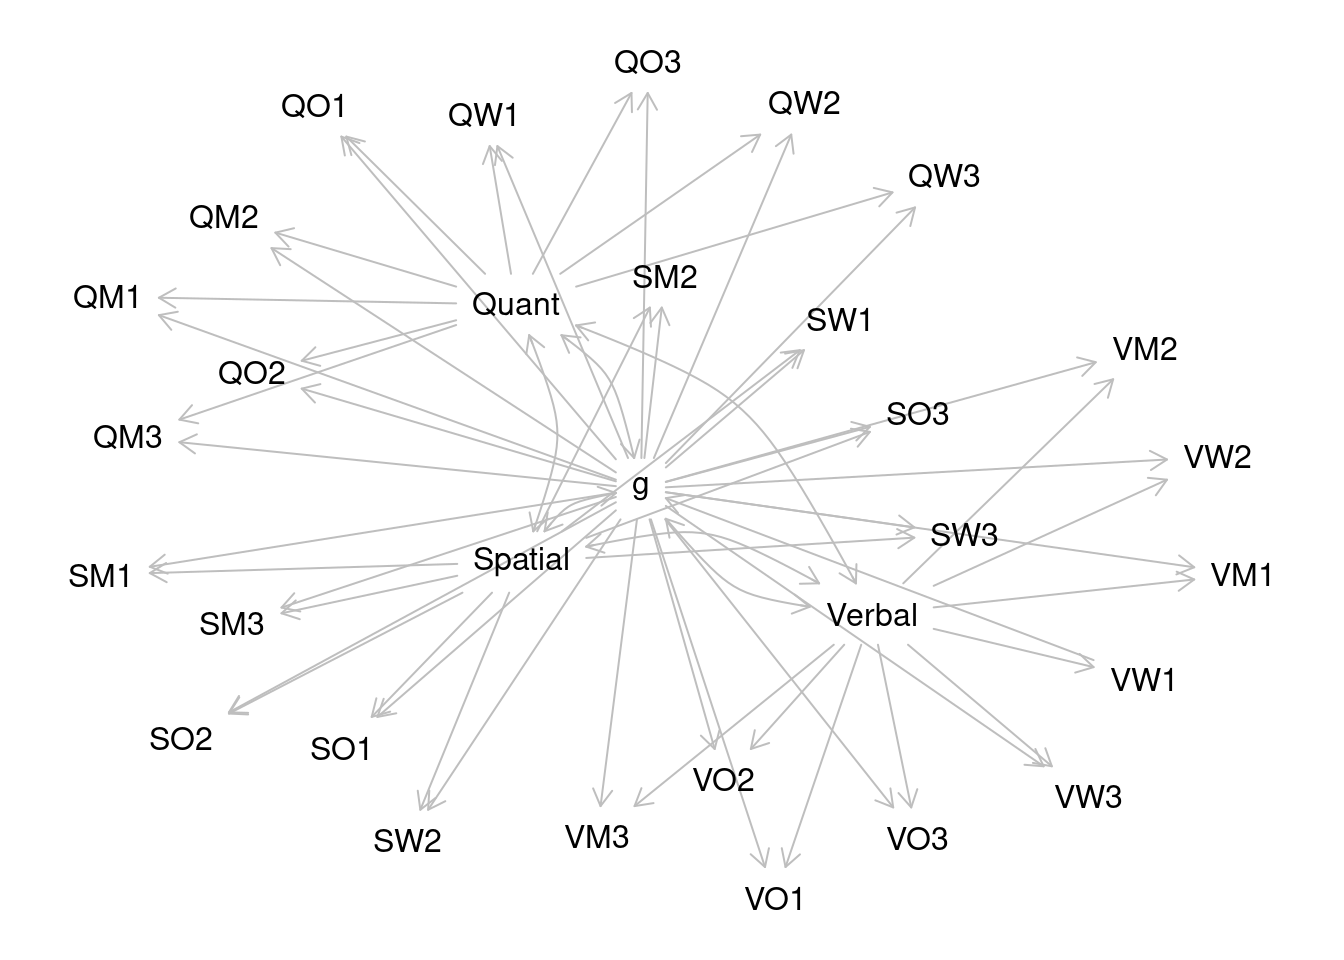 QO3
QO1
QW1
QW2
QW3
QM2
SM2
QM1
Quant
SW1
VM2
QO2
SO3
QM3
VW2
g
SW3
Spatial
SM1
VM1
SM3
Verbal
VW1
SO2
SO1
VO2
VW3
SW2
VM3
VO3
VO1